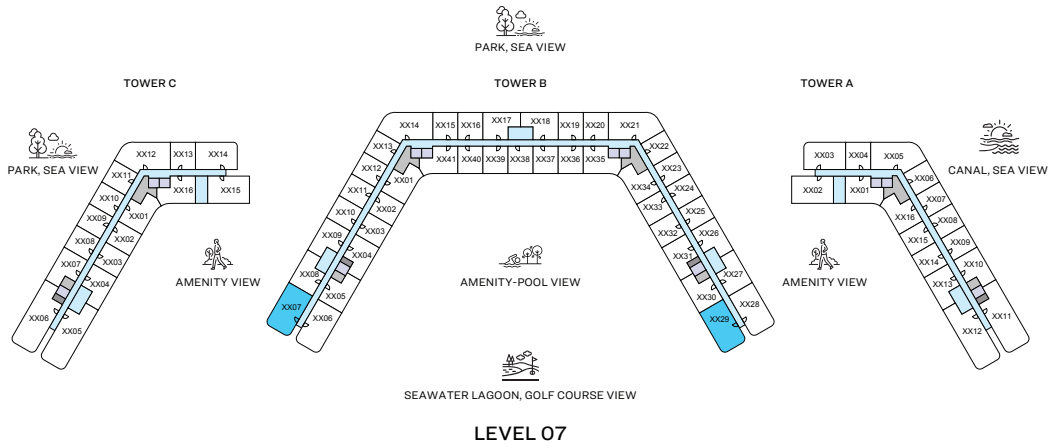 PARK, SEA VIEW
TOWER C
TOWER B
TOWER A
PARK, SEA VIEW
CANAL, SEA VIEW
XX12
XX13
XX14
XX11
XX16
XX15
XX10
XX01
XX09
XX02
XX08
XX03
XX07
XX04
XX06
XX05
AMENITY VIEW
XX14
XX15
XX16
XX17
XX18
XX19
XX20
XX21
XX13
XX41
XX40
XX39
XX38
XX37
XX36
XX35
XX22
XX12
XX01
XX34
XX23
XX11
XX02
XX33
XX24
XX10
XX03
XX32
XX25
XX09
XX04
XX31
XX26
XX08
XX05
XX30
XX27
XX07
XX06
XX29
XX28
AMENITY-POOL VIEW
AMENITY VIEW
XX03
XX04
XX05
XX02
XX01
XX06
XX16
XX07
XX15
XX08
XX14
XX09
XX13
XX10
XX12
XX11
SEAWATER LAGOON, GOLF COURSE VIEW
LEVEL 07